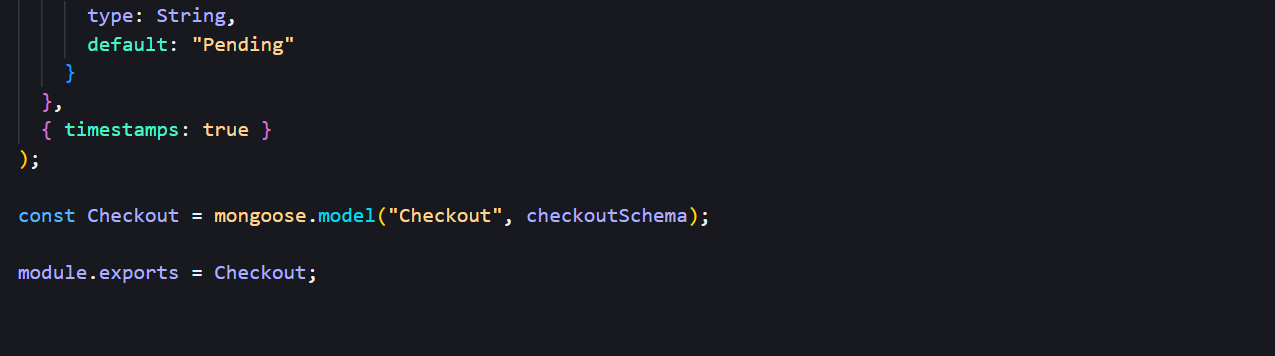 type: String,
default: "Pending"
}
},
{ timestamps: true }
);
const Checkout = mongoose.model("Checkout", checkoutSchema);
module.exports = Checkout;